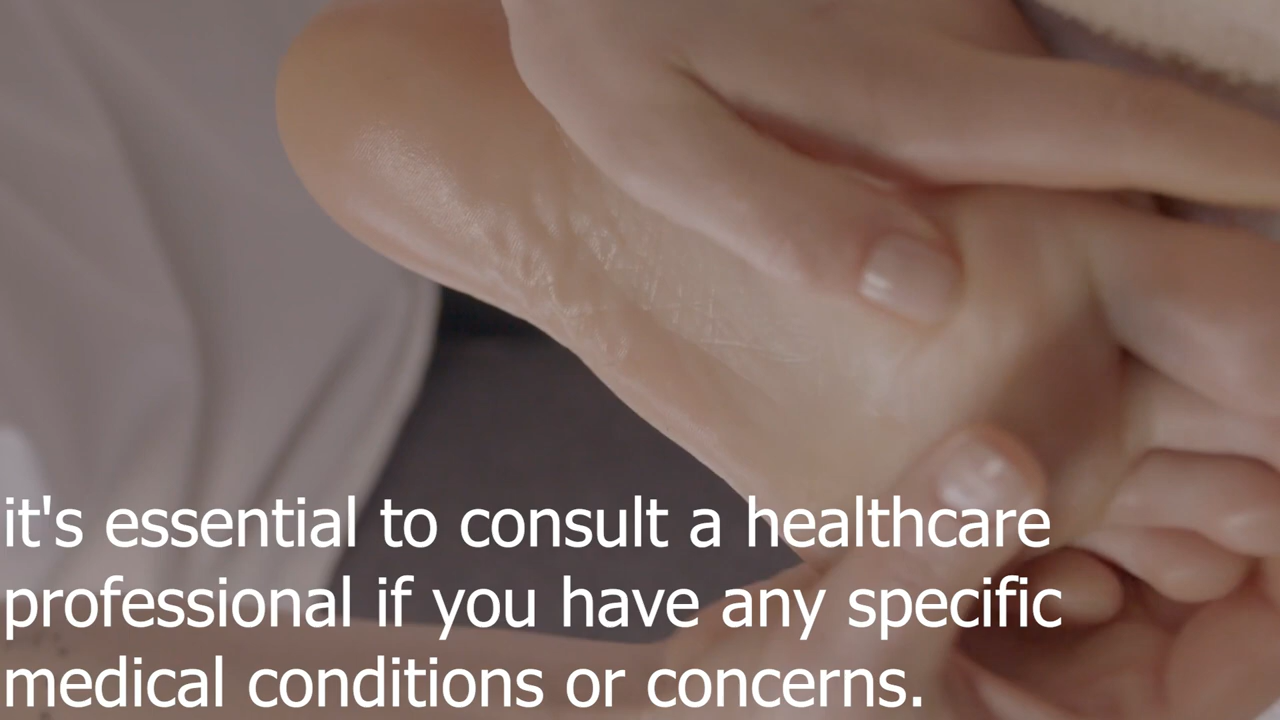 it's essential to consult a healthcare
professional if you have any specific
medical conditions or concerns.